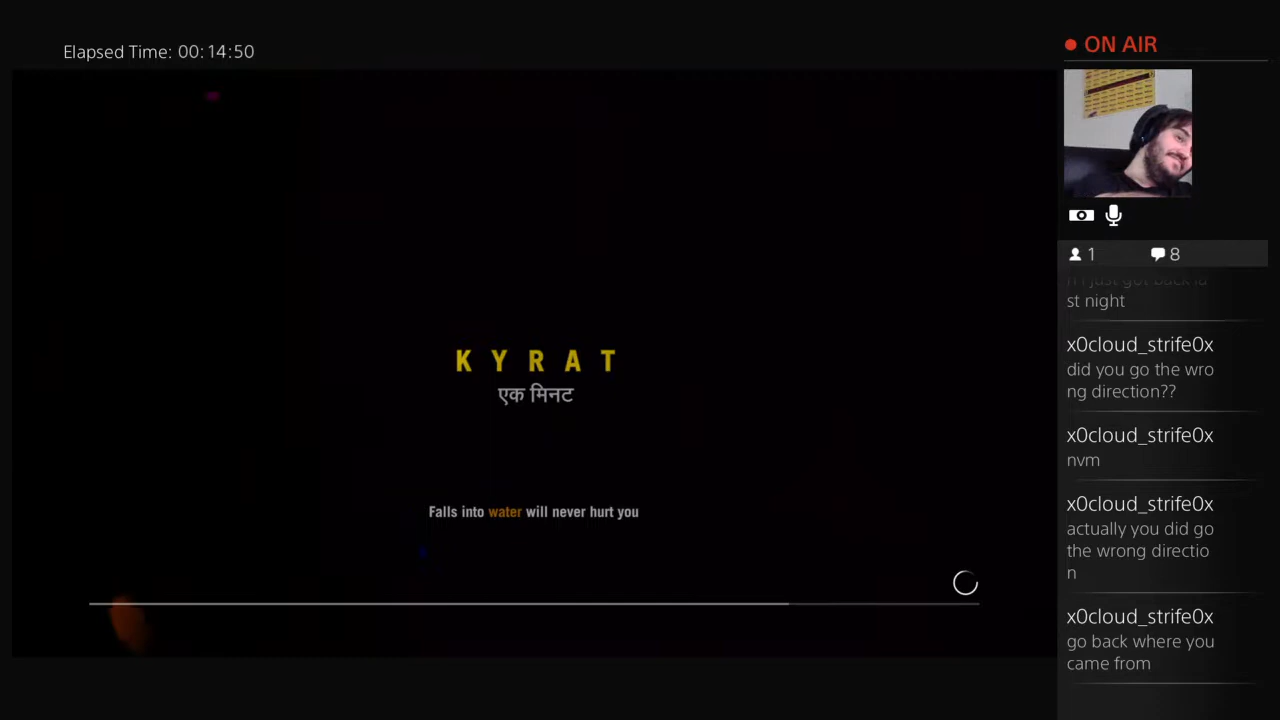 Elapsed Time: 00:14:50
ON AIR
1
8
st night
x0cloud_strife0x
did you go the wro
ng direction??
x0cloud_strife0x
nvm
x0cloud_strife0x
actually you did go
the wrong directio
n
x0cloud_strife0x
go back where you
came from
KYRAT
एक मिनट
Falls into water will never hurt you